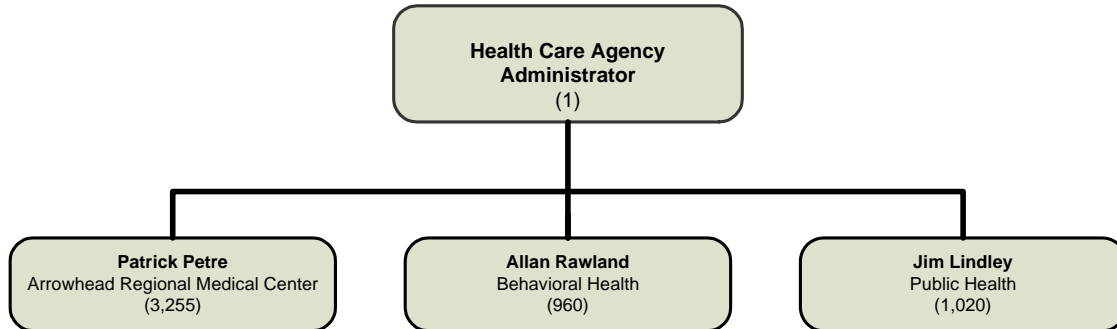 Health Care Agency
Administrator
(1)
Patrick Petre
Arrowhead Regional Medical Center
(3,255)
Allan Rawland
Behavioral Health
(960)
Jim Lindley
Public Health
(1,020)